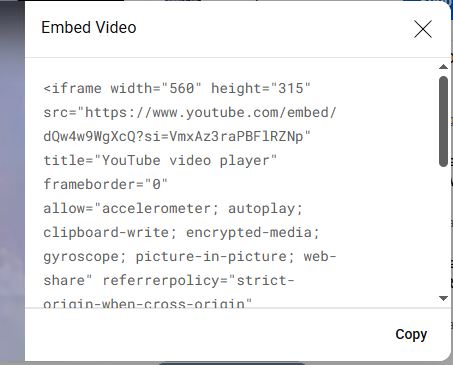 Embed Video
<iframe width="560" height="315"
src="https://www.youtube.com/embed/
dQw4w9WgXcQ?si=VmxAz3raPBFlRZNp"
title="YouTube video player"
frameborder="0"
allow="accelerometer; autoplay;
clipboard-write; encrypted-media;
gyroscope; picture-in-picture; web-
share" referrerpolicy="strict-
origin-when-cross-origin"
Copy